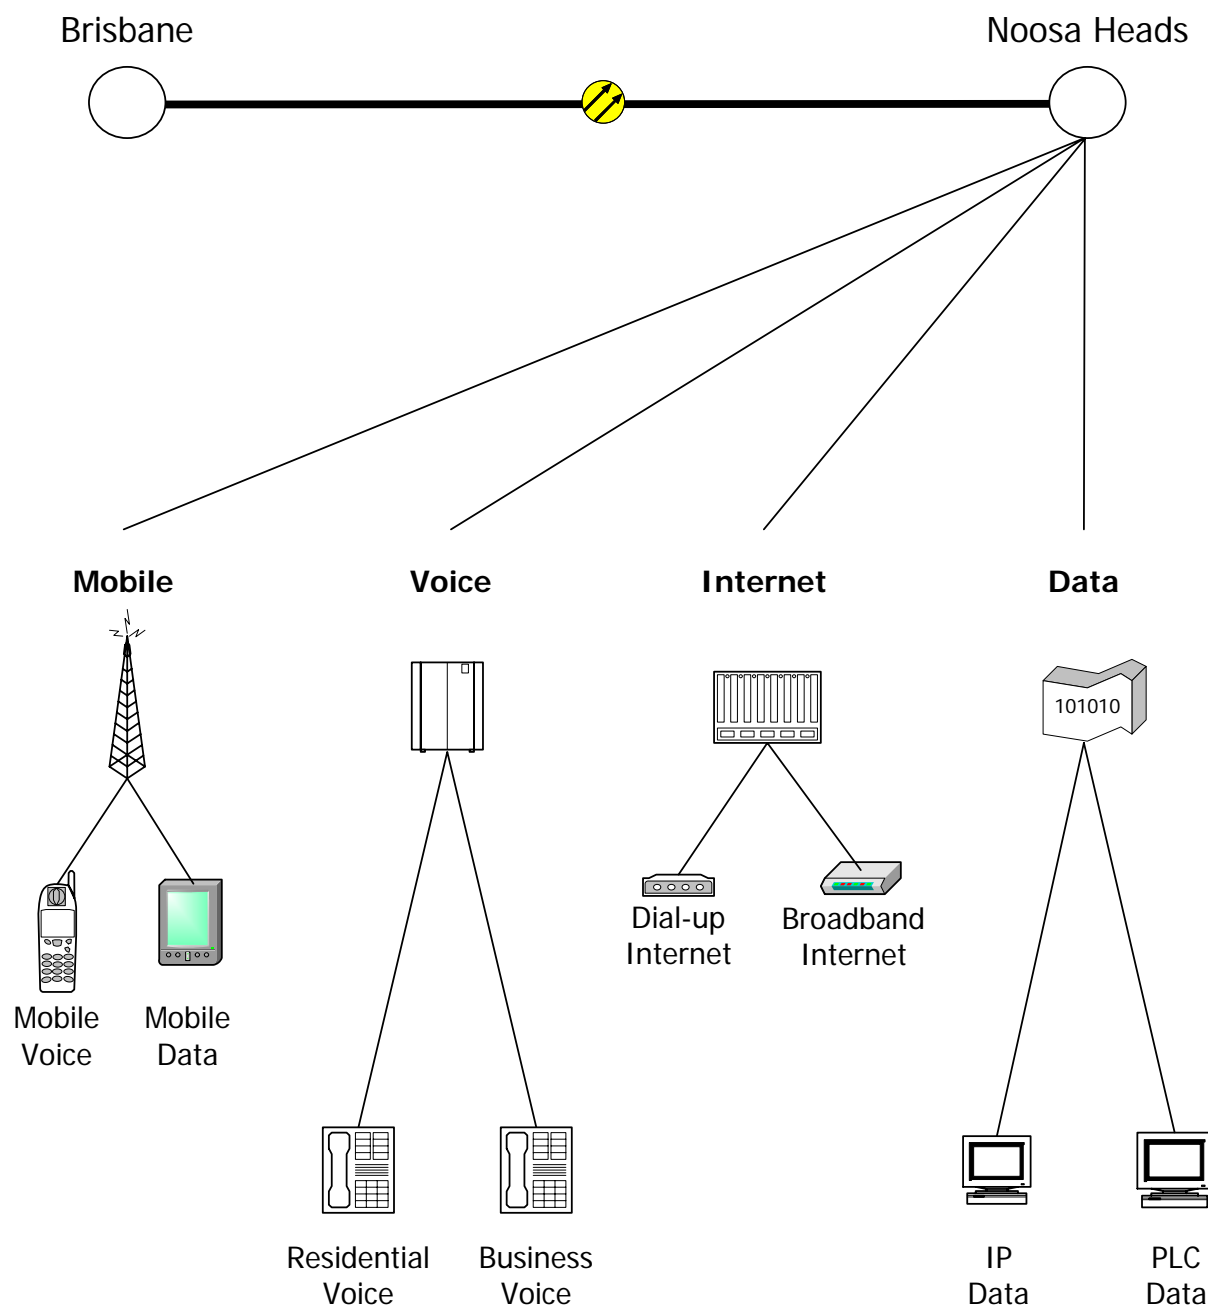 Brisbane
Noosa Heads
Mobile
Voice
Internet
Data
101010
Dial-up
Internet
Broadband
Internet
Mobile
Voice
Mobile
Data
Residential
Voice
Business
Voice
IP
Data
PLC
Data